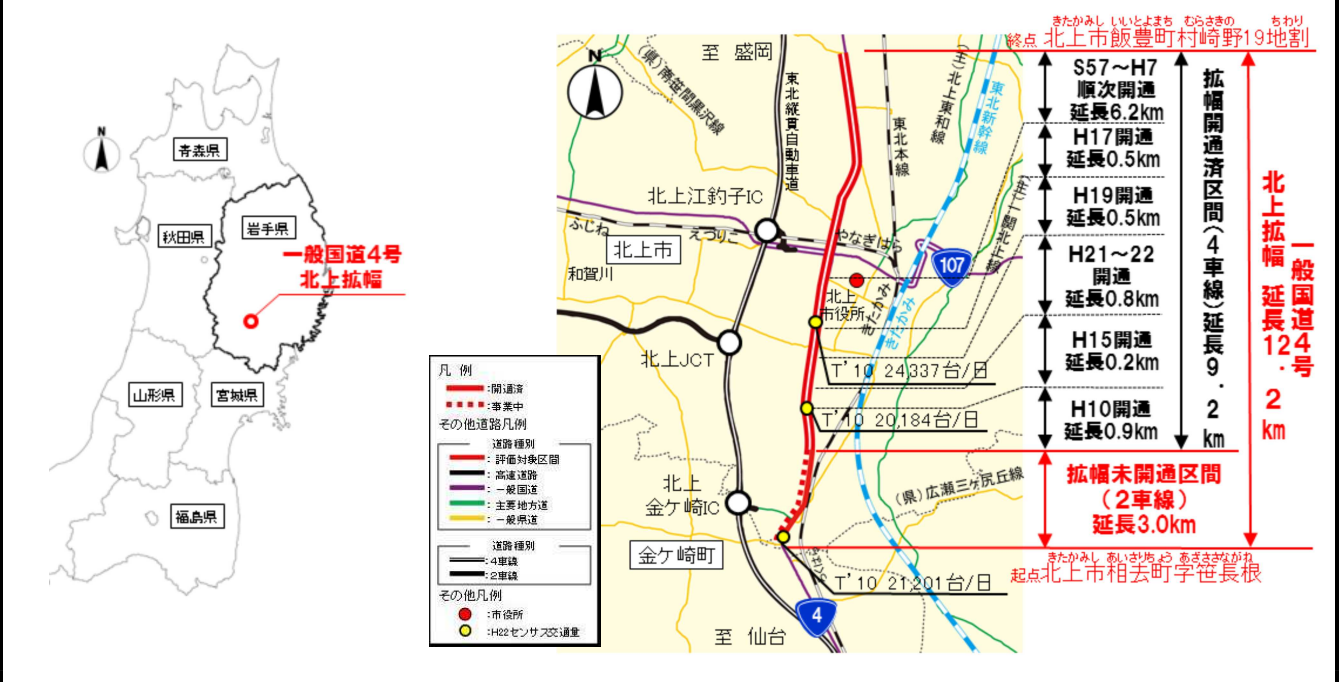 N
青森県
秋田県
岩手県
一般国道4号
北上拡幅
山形県
宮城県
福島県
凡 例
:開通済
:事業中
その他道路凡例
道路種別
: 評価対象区間
: 高速道路
: 一般国道
: 主要地方道
: 一般県道
道路種別
:4車線
:2車線
その他凡例
:市役所
:H22センサス交通量
N
至 盛岡
(県)南笹間黒沢線
東北縦貫自動車道
東北本線
(主)北上東和線
東北新幹線
北上江釣子IC
ふじね
えづりこ
やなぎはら
北上市
和賀川
107
(主)一関北上線
北上
市役所
きたかみ
きたかみ
北上JCT
T'10 24,337台/日
T'10 20,184台/日
北上
金ケ崎IC
(県)広瀬三ヶ尻丘線
金ケ崎町
T'10 21,201台/日
4
至 仙台
きたかみし いいとよまち むらさきの ちわり
終点 北上市飯豊町村崎野19地割
S57～H7
順次開通
延長6.2km
H17開通
延長0.5km
H19開通
延長0.5km
H21～22
開通
延長0.8km
H15開通
延長0.2km
H10開通
延長0.9km
拡幅開通済区間(4車線)延長9.2km
拡幅未開通区間
(2車線)
延長3.0km
一般国道4号
北上拡幅 延長12.2km
きたかみし あいさりちょう あざささながね
起点北上市相去町字笹長根